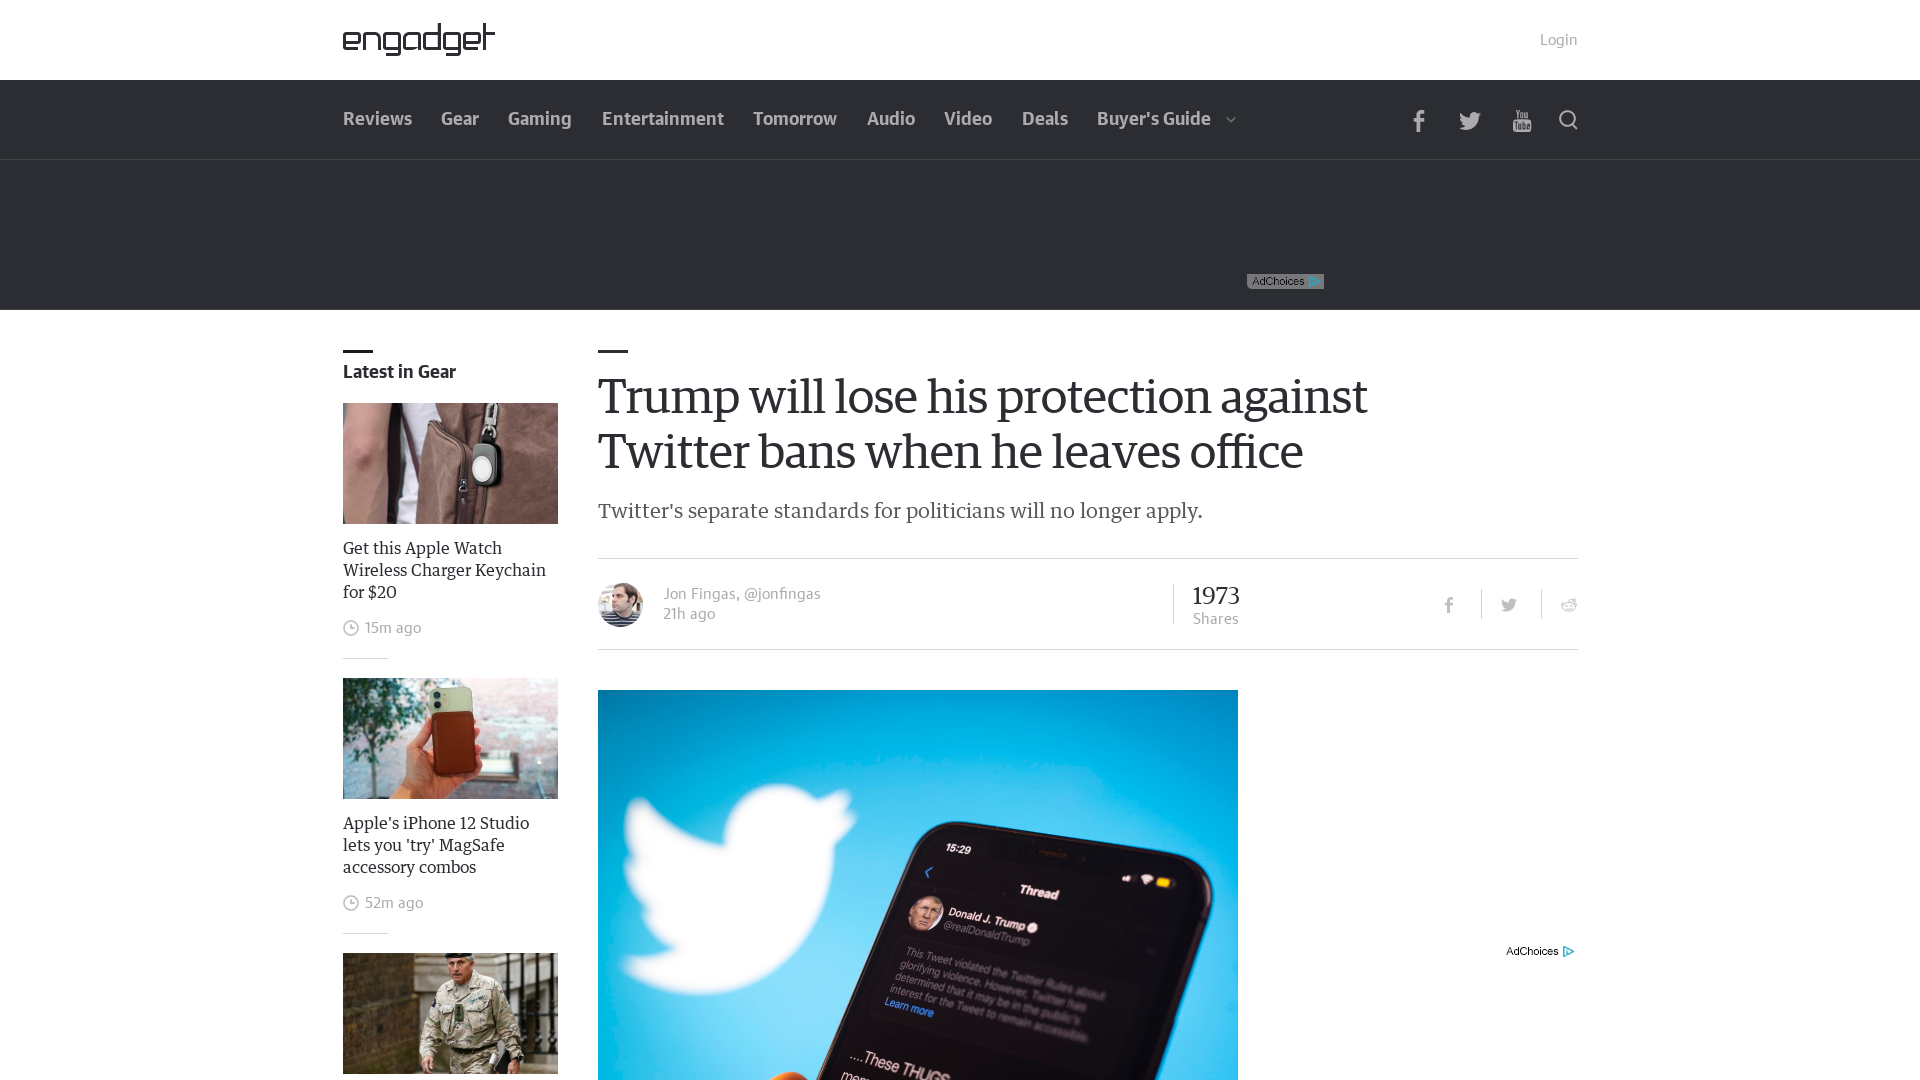 engadget
Login
Reviews
Gear
Gaming
Entertainment
Tomorrow
Audio
Video
Deals
Buyer's Guide
You
Tube
AdChoices
Latest in Gear
Get this Apple Watch
Wireless Charger Keychain
for $20
15m ago
Apple's iPhone 12 Studio
lets you 'try' MagSafe
accessory combos
52m ago
Trump will lose his protection against
Twitter bans when he leaves office
Twitter's separate standards for politicians will no longer apply.
Jon Fingas, @jonfingas
21h ago
1973
Shares
15:29
Thread
Donald J. Trump
@realDonaldTrump
This Tweet violated the Twitter Rules about
glorifying violence. However, Twitter has
determined that it may be in the public's
interest for the Tweet to remain accessible.
Learn more
....These THUGS
AdChoices